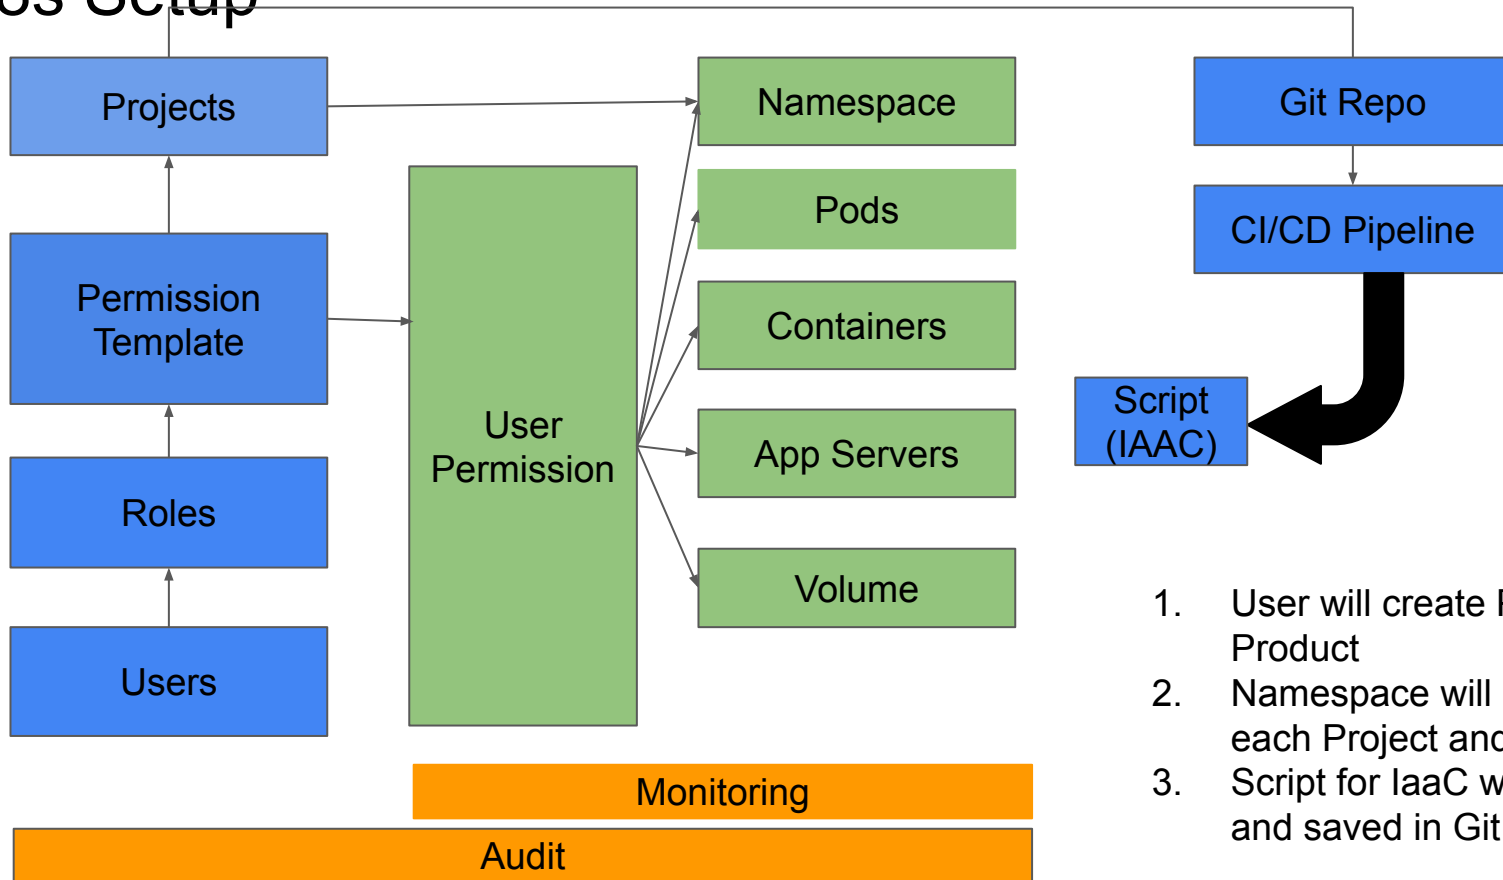 Setup
Projects
Namespace
Git Repo
Pods
CI/CD Pipeline
Permission
Template
Containers
User
Permission
Script
(IAAC)
App Servers
Roles
Volume
Users
1. User will create
Product
2. Namespace will
each Project and
3. Script for IaaC
and saved in Git
Monitoring
Audit